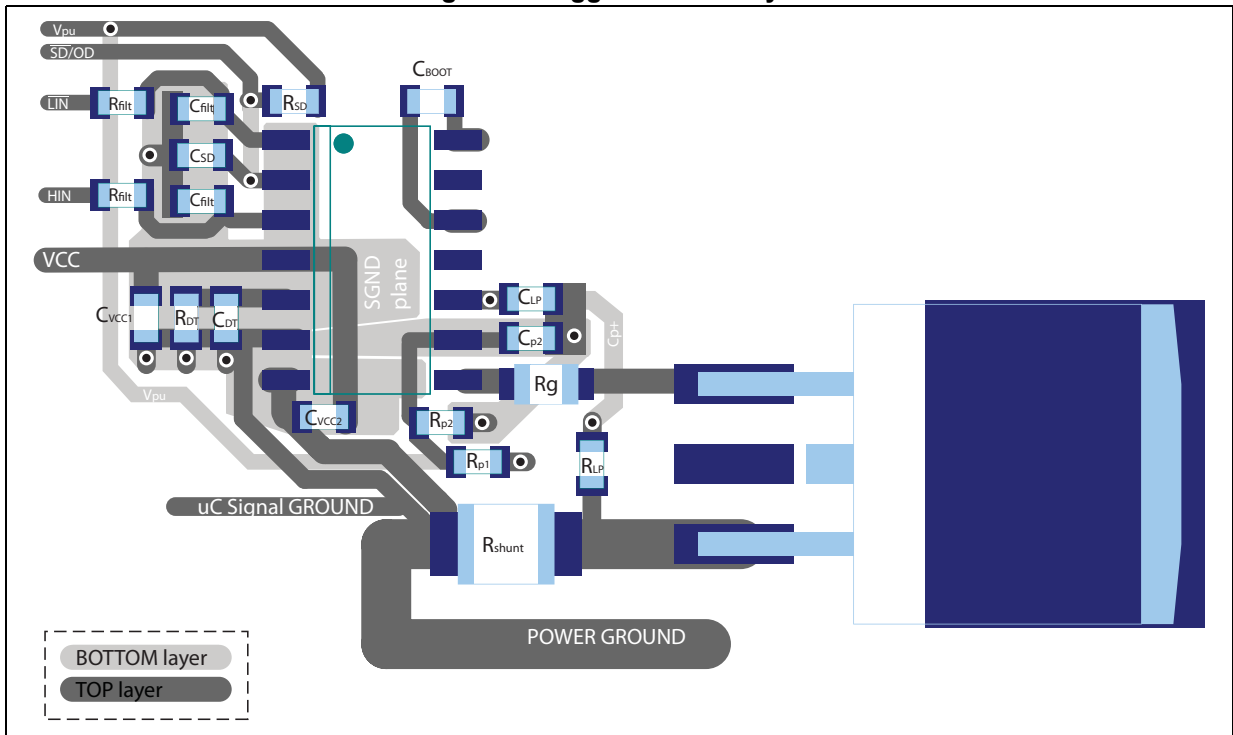 Vpu
SD/OD
CBOOT
LIN
Rfilt
Cfilt
RSD
CSD
HIN
Rfilt
Cfilt
VCC
SGND
plane
CVCC1
RDT
CDT
CLP
Cp2
Cp+
Rg
Vpu
CVCC2
Rp2
Rp1
RLP
uC Signal GROUND
Rshunt
POWER GROUND
BOTTOM layer
TOP layer